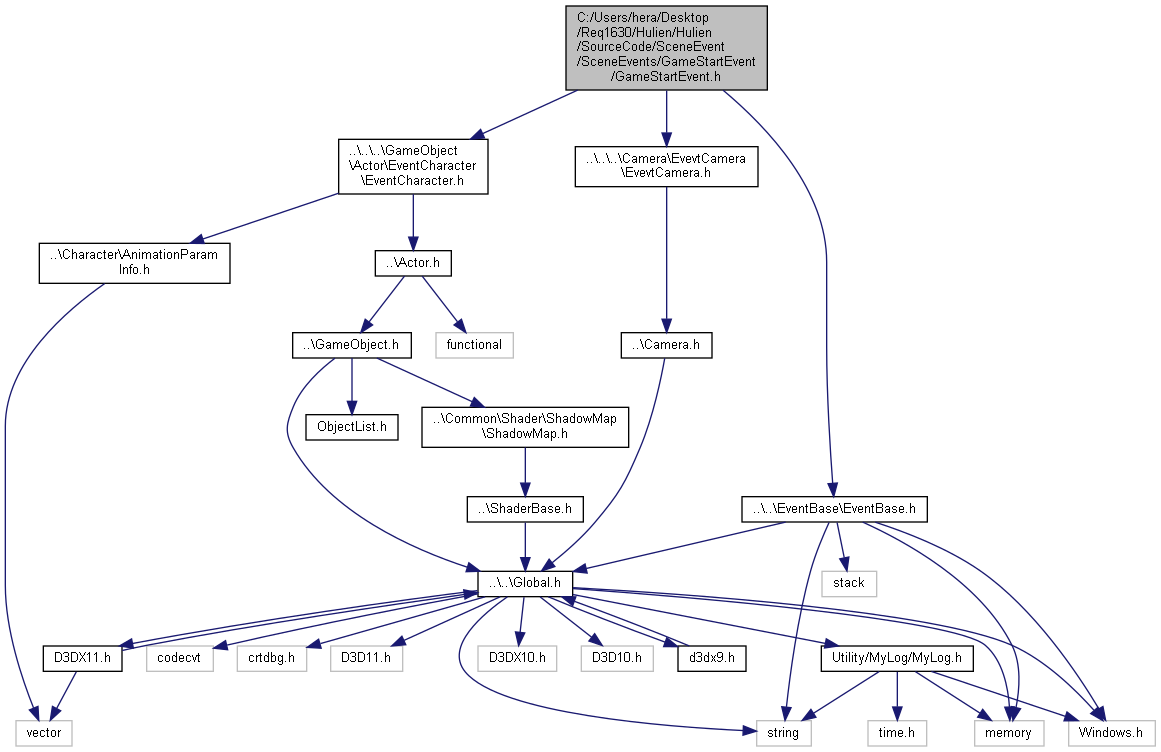 C:/Users/hera/Desktop
/Req1630/Hulien/Hulien
/SourceCode/SceneEvent
/SceneEvents/GameStartEvent
/GameStartEvent.h
..\..\..\GameObject
\Actor\EventCharacter
\EventCharacter.h
..\..\..\Camera\EvevtCamera
\EvevtCamera.h
..\Character\AnimationParam
Info.h
..\Actor.h
..\GameObject.h
functional
..\Camera.h
ObjectList.h
..\Common\Shader\ShadowMap
\ShadowMap.h
..\ShaderBase.h
..\..\EventBase\EventBase.h
..\..\Global.h
stack
D3DX11.h
codecvt
crtdbg.h
D3D11.h
D3DX10.h
D3D10.h
d3dx9.h
Utility/MyLog/MyLog.h
vector
string
time.h
memory
Windows.h